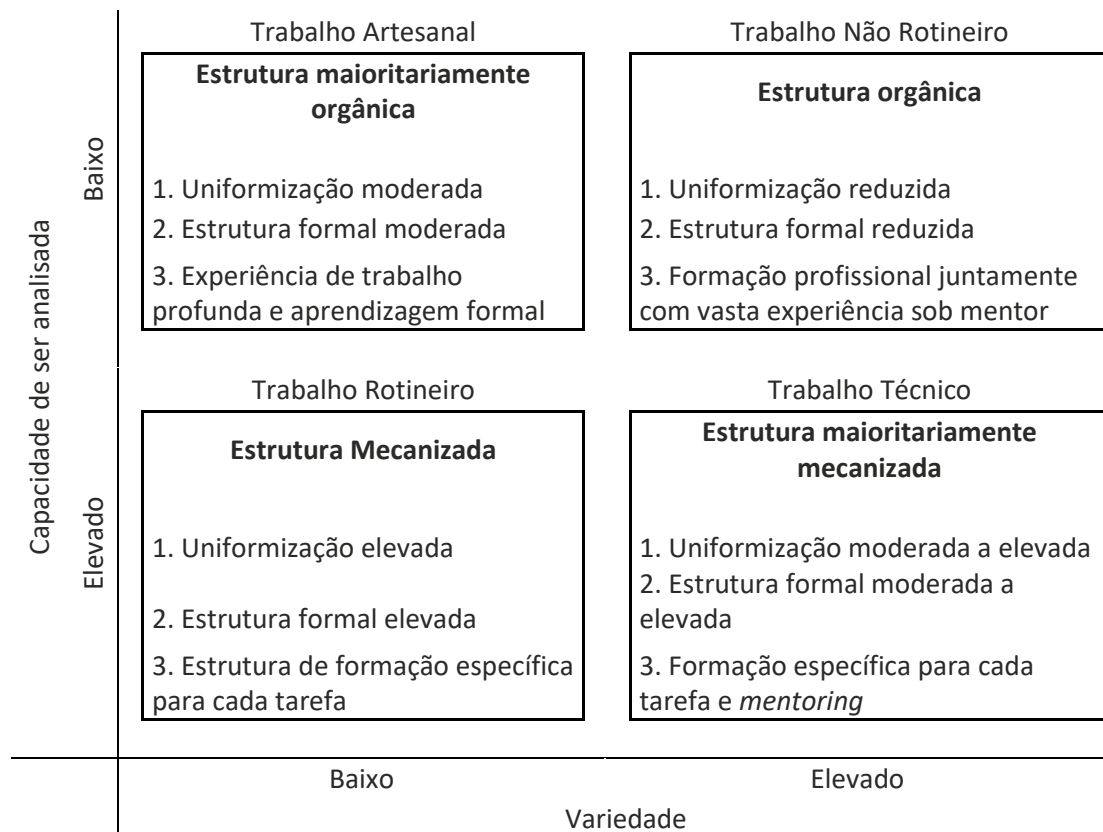 Trabalho Artesanal
Estrutura maioritariamente
orgânica
1. Uniformização moderada
2. Estrutura formal moderada
3. Experiência de trabalho
profunda e aprendizagem formal
Trabalho Não Rotineiro
Estrutura orgânica
1. Uniformização reduzida
2. Estrutura formal reduzida
3. Formação profissional juntamente
com vasta experiência sob mentor
Baixo
Capacidade de ser analisada
Elevado
Trabalho Rotineiro
Estrutura Mecanizada
1. Uniformização elevada
2. Estrutura formal elevada
3. Estrutura de formação específica
para cada tarefa
Trabalho Técnico
Estrutura maioritariamente
mecanizada
1. Uniformização moderada a elevada
2. Estrutura formal moderada a
elevada
3. Formação específica para cada
tarefa e mentoring
Baixo
Elevado
Variedade